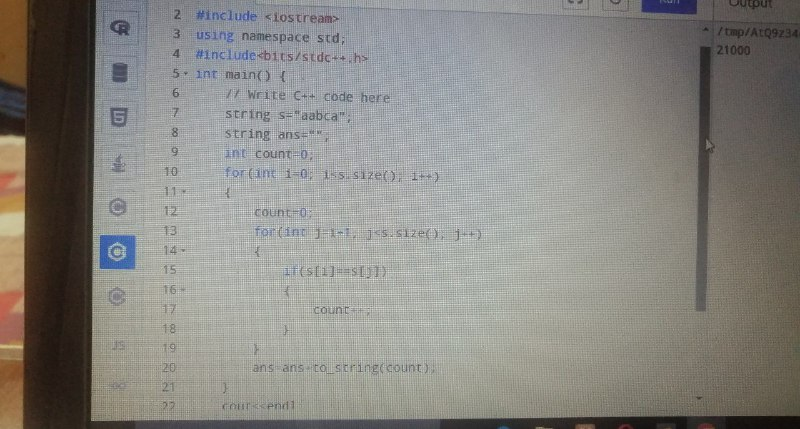 Run
Output
2 #include <iostream>
3 using namespace std;
4 #include<bits/stdc++.h>
5 int main() {
6 // Write C++ code here
7 string s="aabca";
8 string ans="";
9 int count=0;
10 for(int i=0; i<s.size(); i++)
11 {
12 count=0;
13 for(int j=i+1; j<s.size(); j++)
14 {
15 if(s[i]==s[j])
16 {
17 count++;
18 }
19 }
20 ans=ans+to_string(count);
21 }
22 cout<<endl
/tmp/AtQ9z34
21000
JS